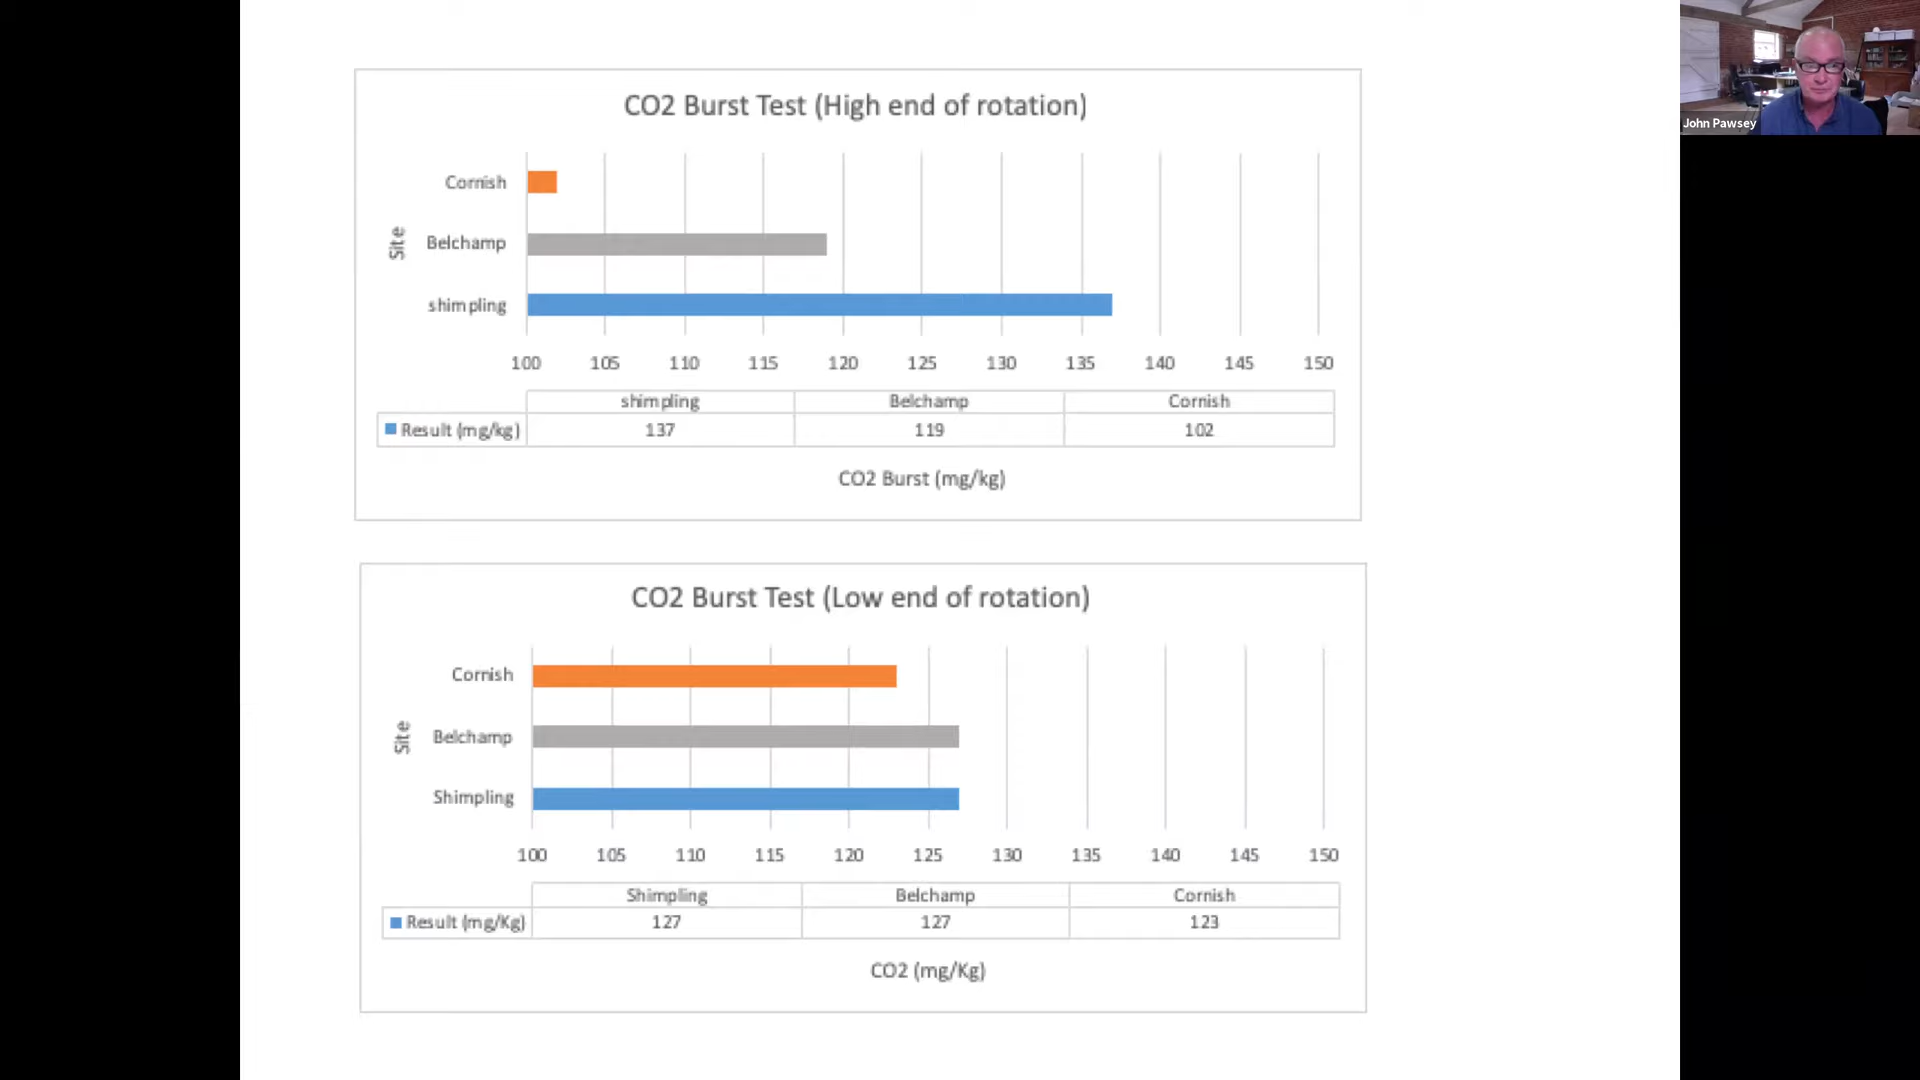 CO2 Burst Test (High end of rotation)
Cornish
Belchamp
shimpling
Site
100 105 110 115 120 125 130 135 140 145 150
shimpling Belchamp Cornish
Result (mg/kg) 137 119 102
CO2 Burst (mg/kg)
CO2 Burst Test (Low end of rotation)
Cornish
Belchamp
Shimpling
Site
100 105 110 115 120 125 130 135 140 145 150
Shimpling Belchamp Cornish
Result (mg/Kg) 127 127 123
CO2 (mg/Kg)
John Pawsey